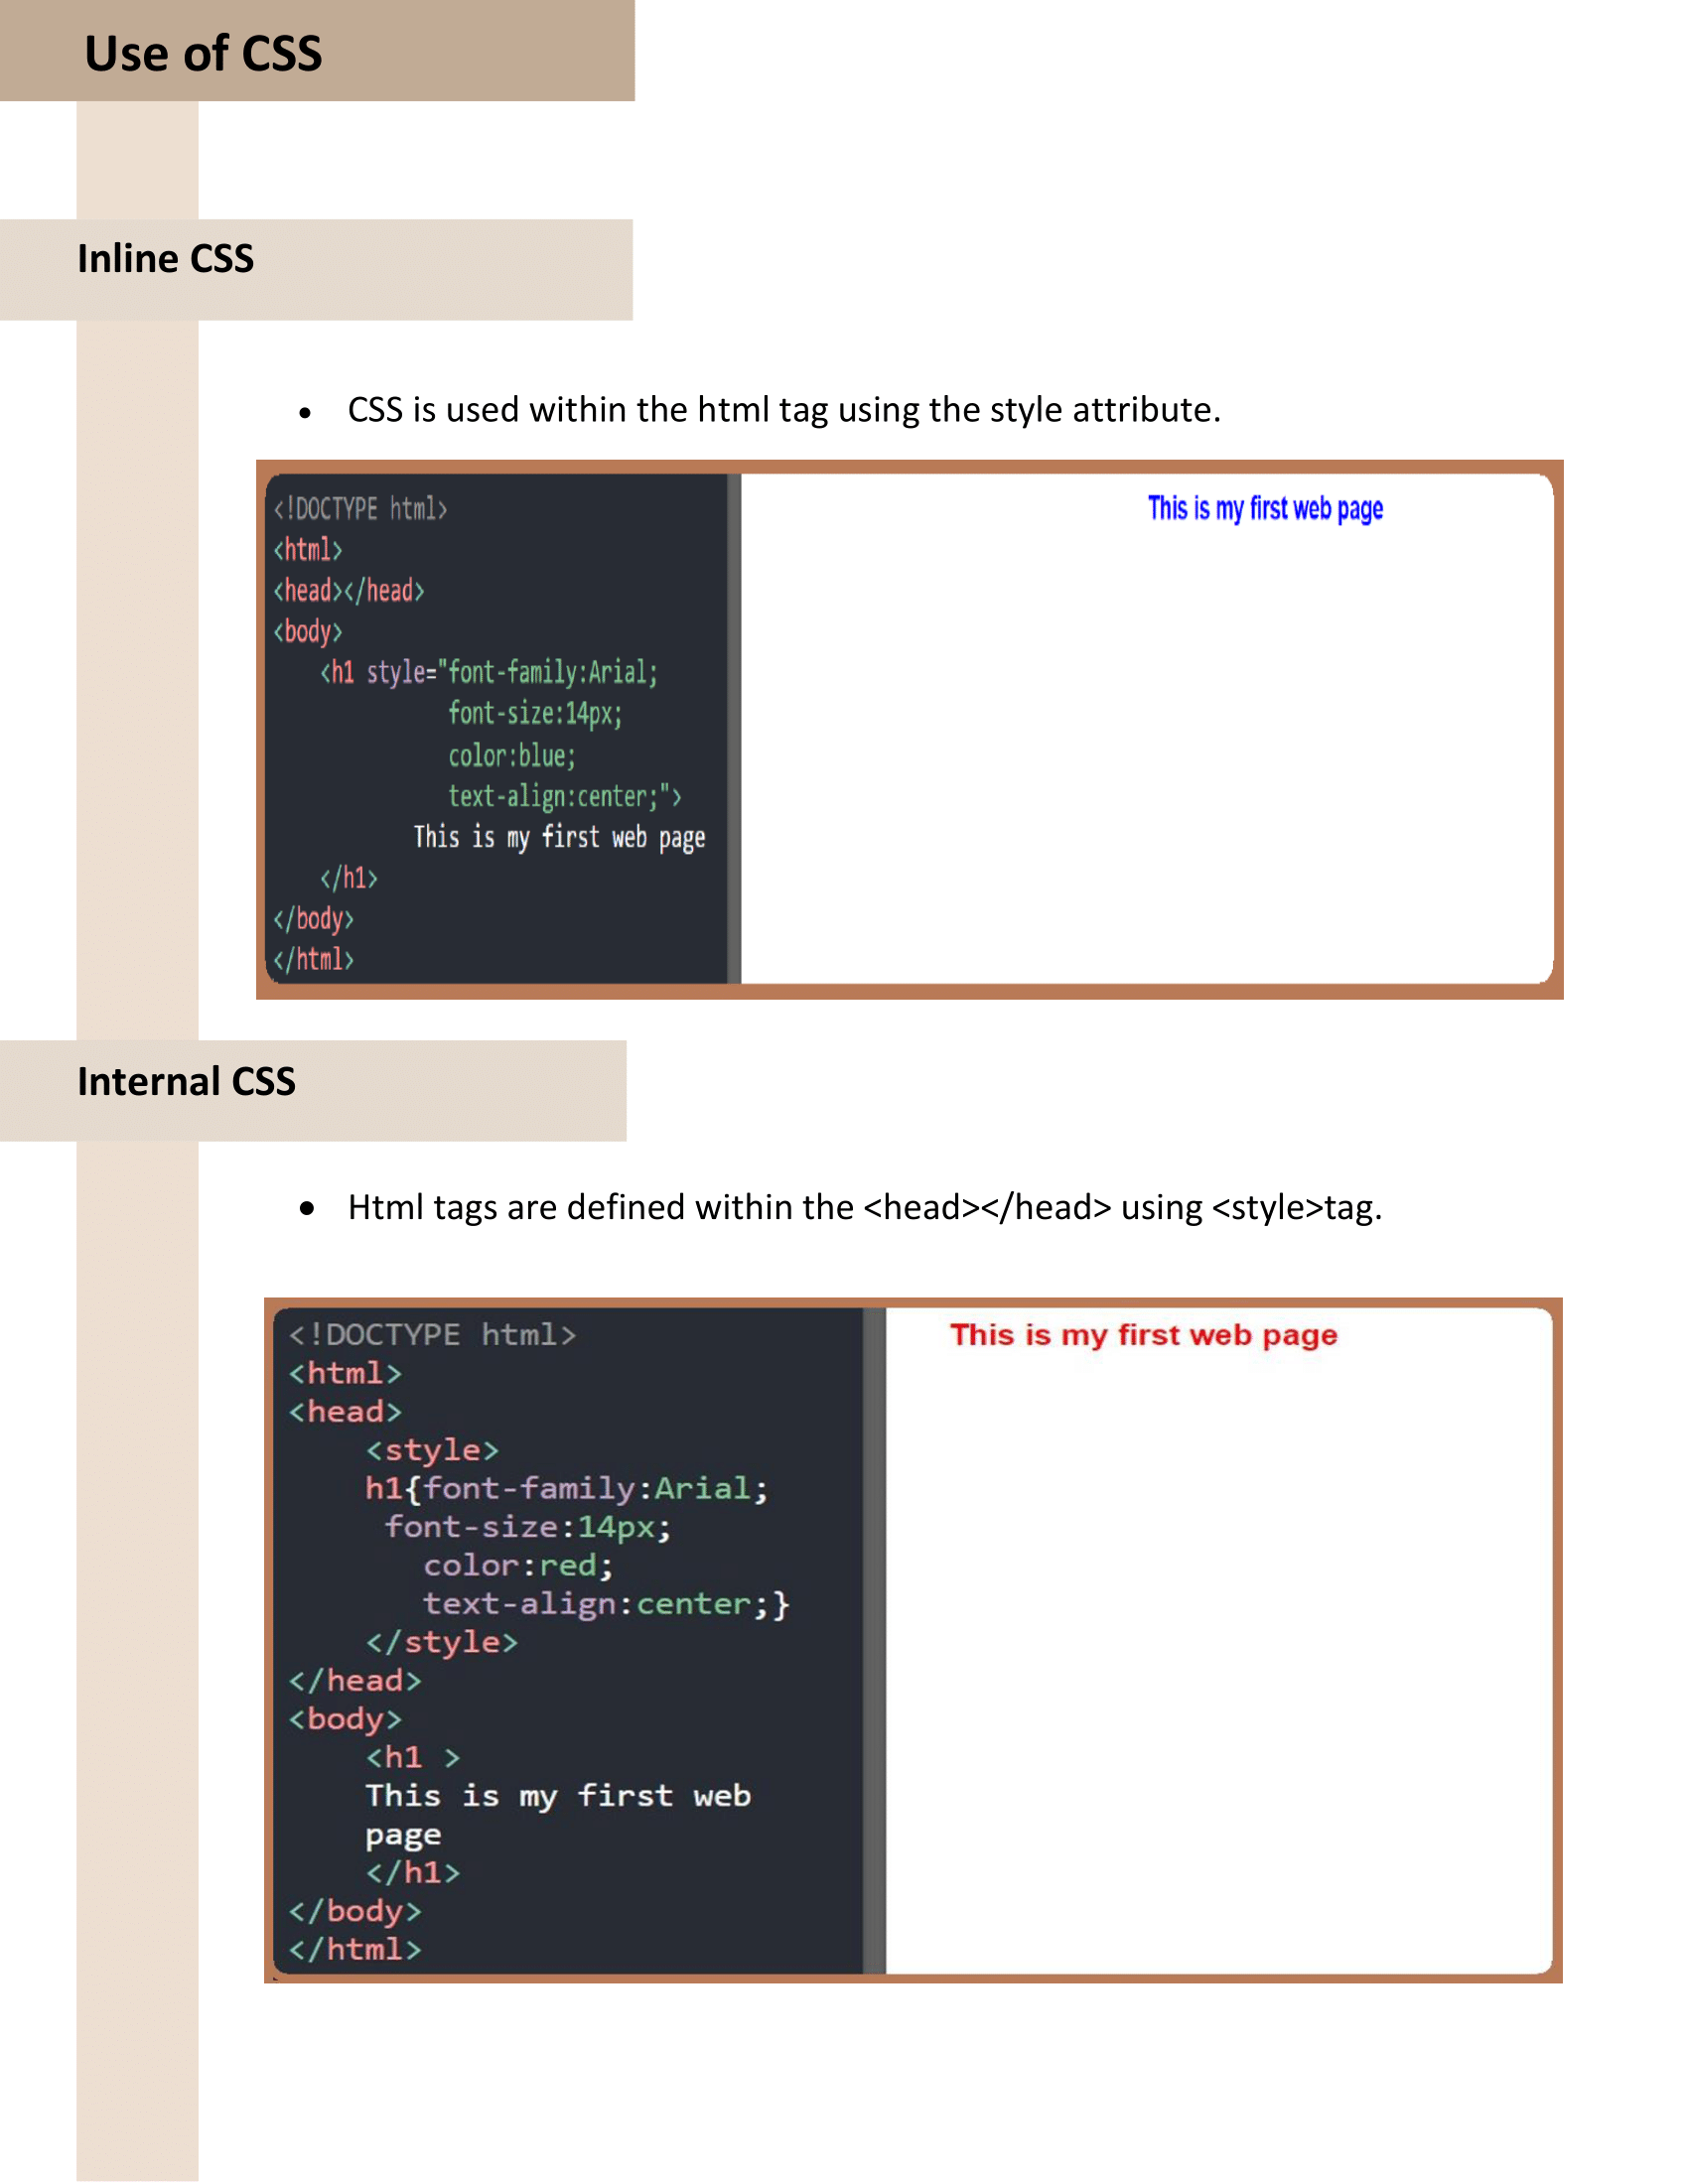 Use of CSS
Inline CSS
• CSS is used within the html tag using the style attribute.
<!DOCTYPE html>
<html>
<head></head>
<body>
<h1 style="font-family:Arial;
font-size:14px;
color:blue;
text-align:center;">
This is my first web page
</h1>
</body>
</html>
This is my first web page
Internal CSS
• Html tags are defined within the <head></head> using <style>tag.
<!DOCTYPE html>
<html>
<head>
<style>
h1{font-family:Arial;
font-size:14px;
color:red;
text-align:center;}
</style>
</head>
<body>
<h1 >
This is my first web
page
</h1>
</body>
</html>
This is my first web page